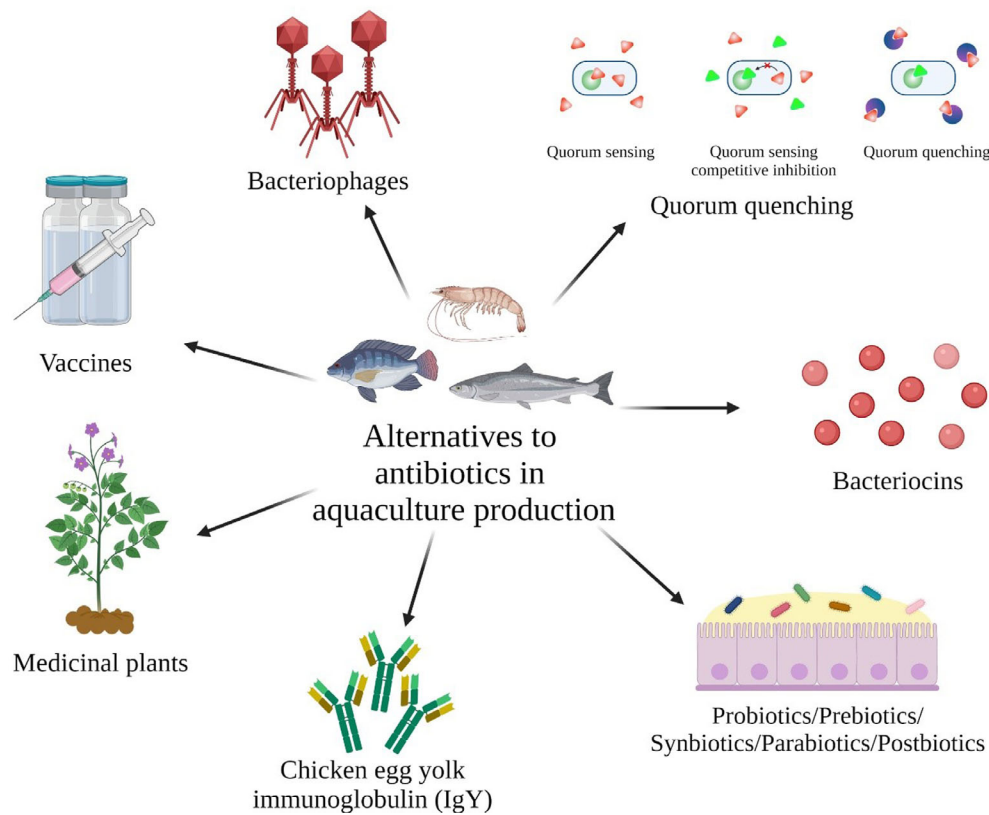 Bacteriophages
Quorum sensing
Quorum sensing
competitive inhibition
Quorum quenching
Quorum quenching
Vaccines
Alternatives to
antibiotics in
aquaculture production
Bacteriocins
Medicinal plants
Chicken egg yolk
immunoglobulin (IgY)
Probiotics/Prebiotics/
Synbiotics/Parabiotics/Postbiotics